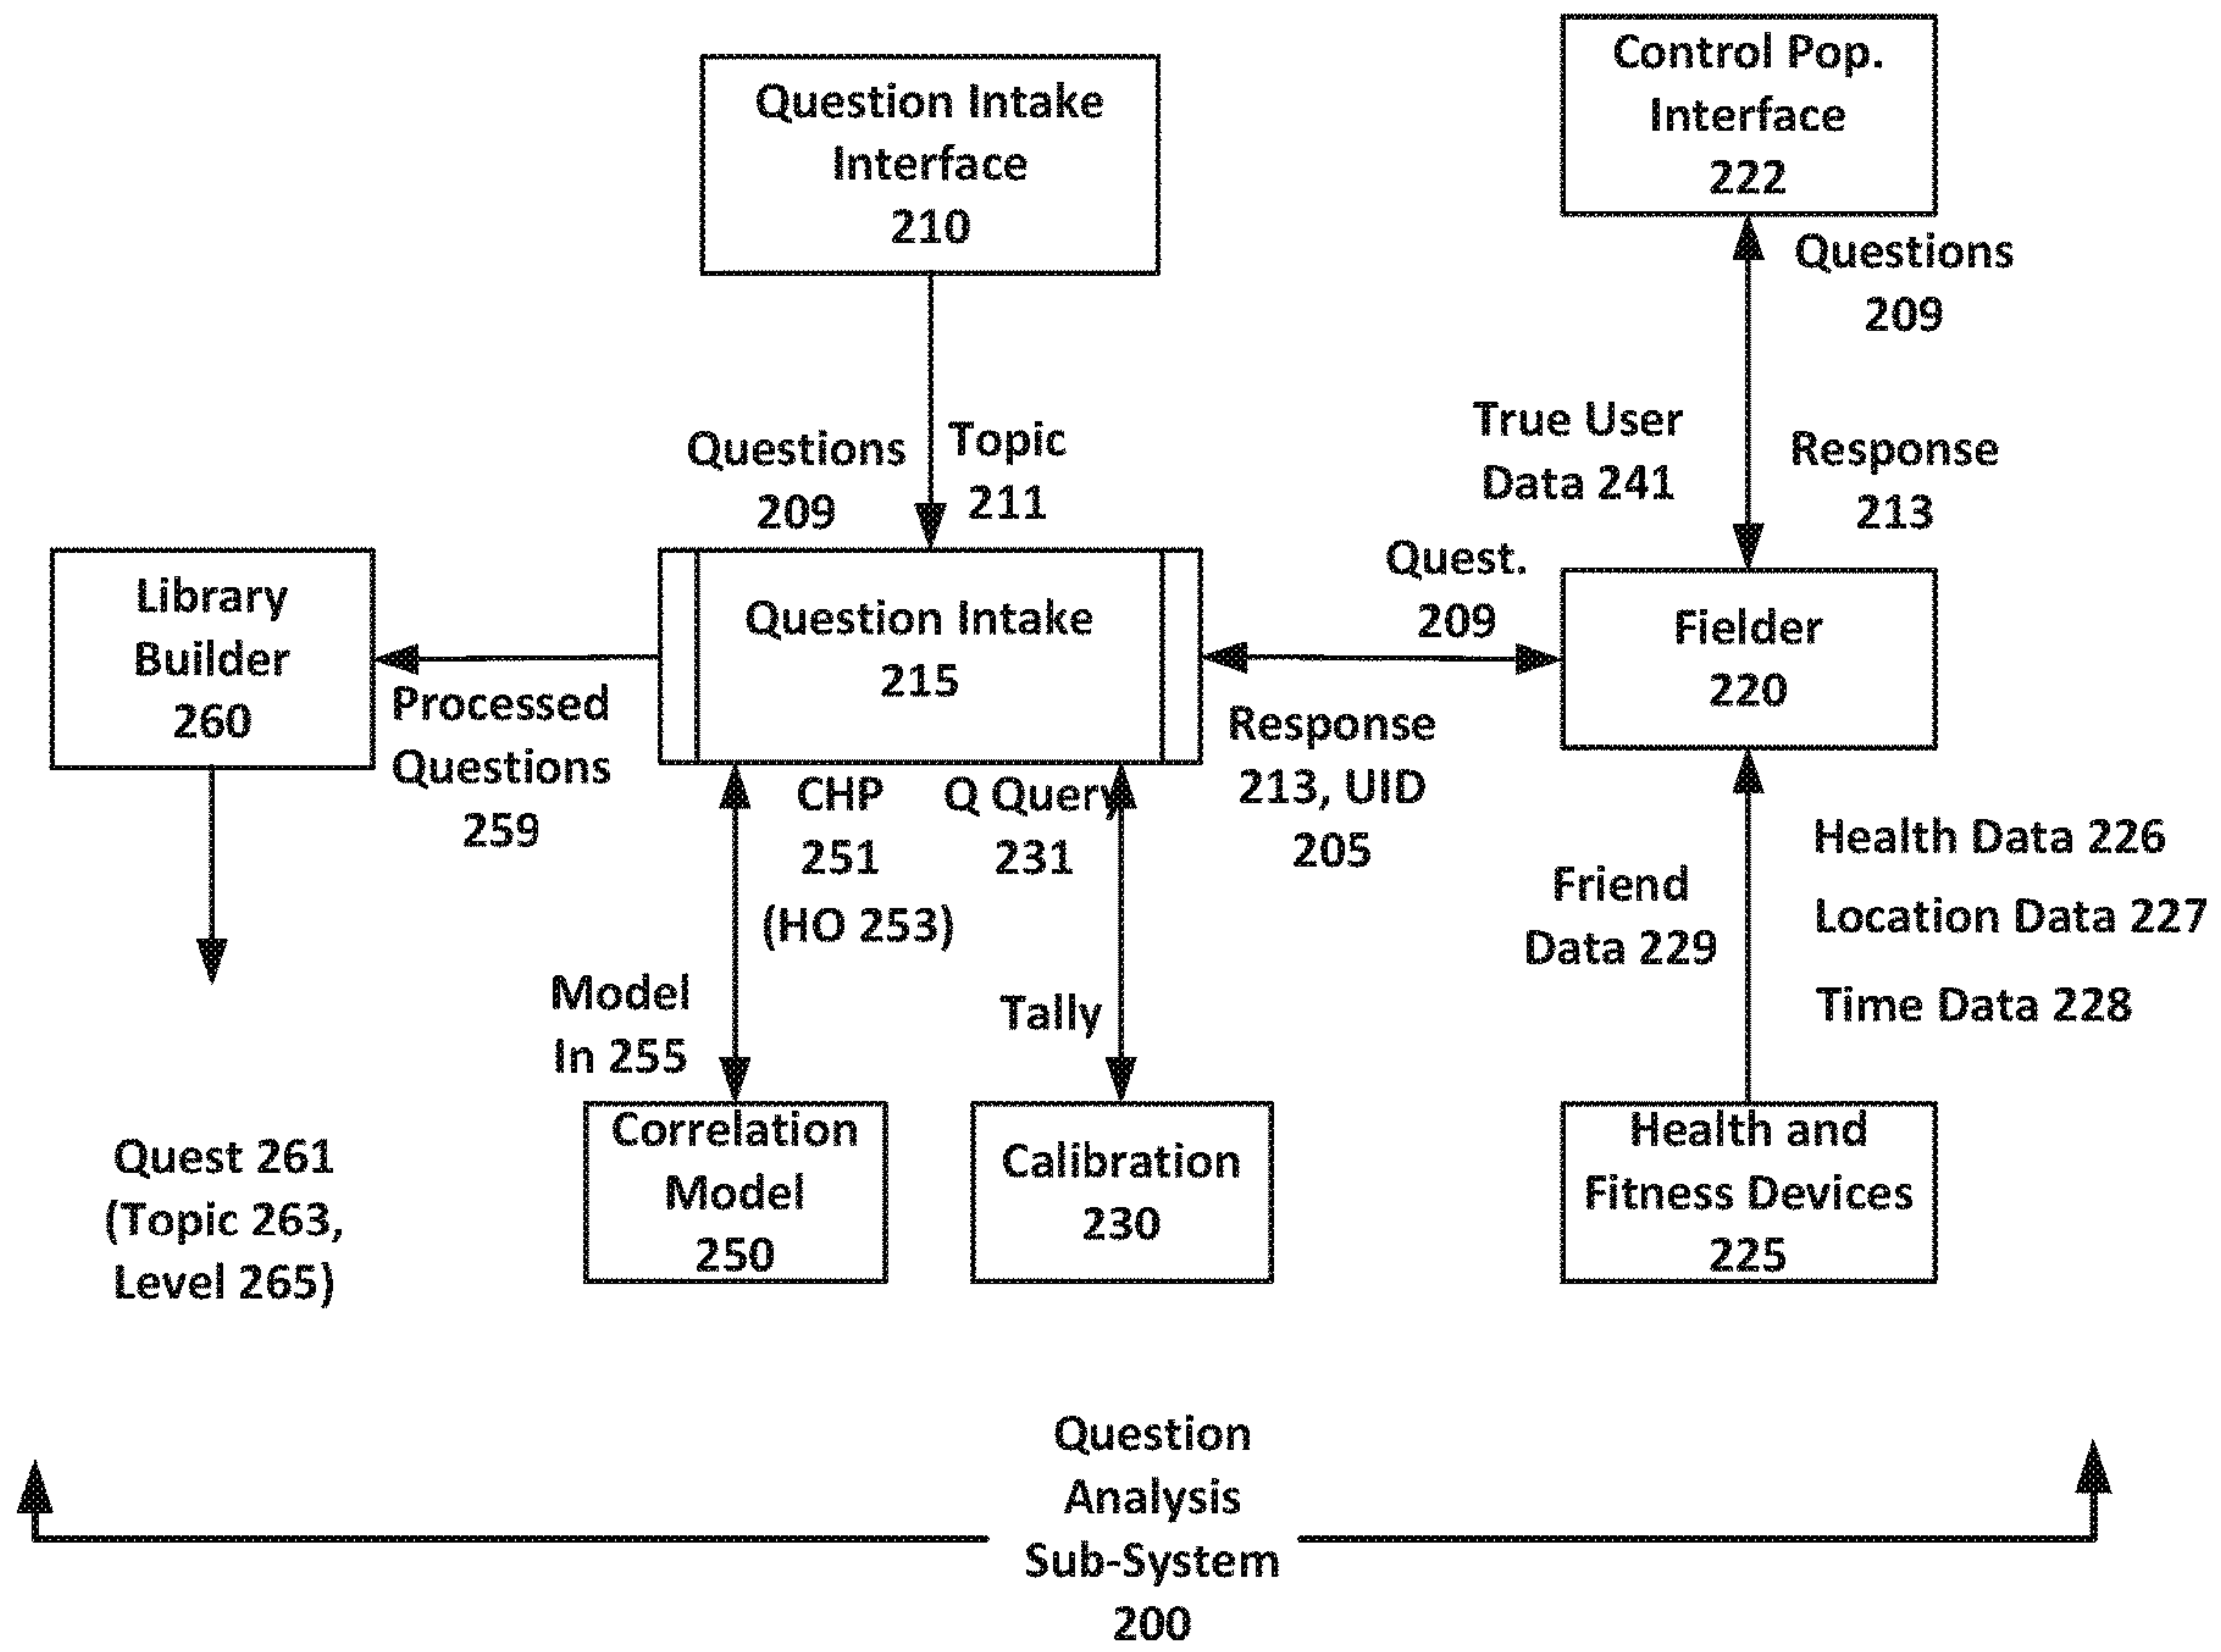 Control Pop.
Interface
222
Question Intake
Interface
210
Questions
209
True User
Data 241
Response
213
Questions
209
Topic
211
Quest.
209
Library
Builder
260
Question Intake
215
Fielder
220
Processed
Questions
259
Response
213, UID
205
CHP
251
(HO 253)
Q Query
231
Model
In 255
Tally
Friend
Data 229
Health Data 226
Location Data 227
Time Data 228
Quest 261
(Topic 263,
Level 265)
Correlation
Model
250
Calibration
230
Health and
Fitness Devices
225
Question
Analysis
Sub-System
200